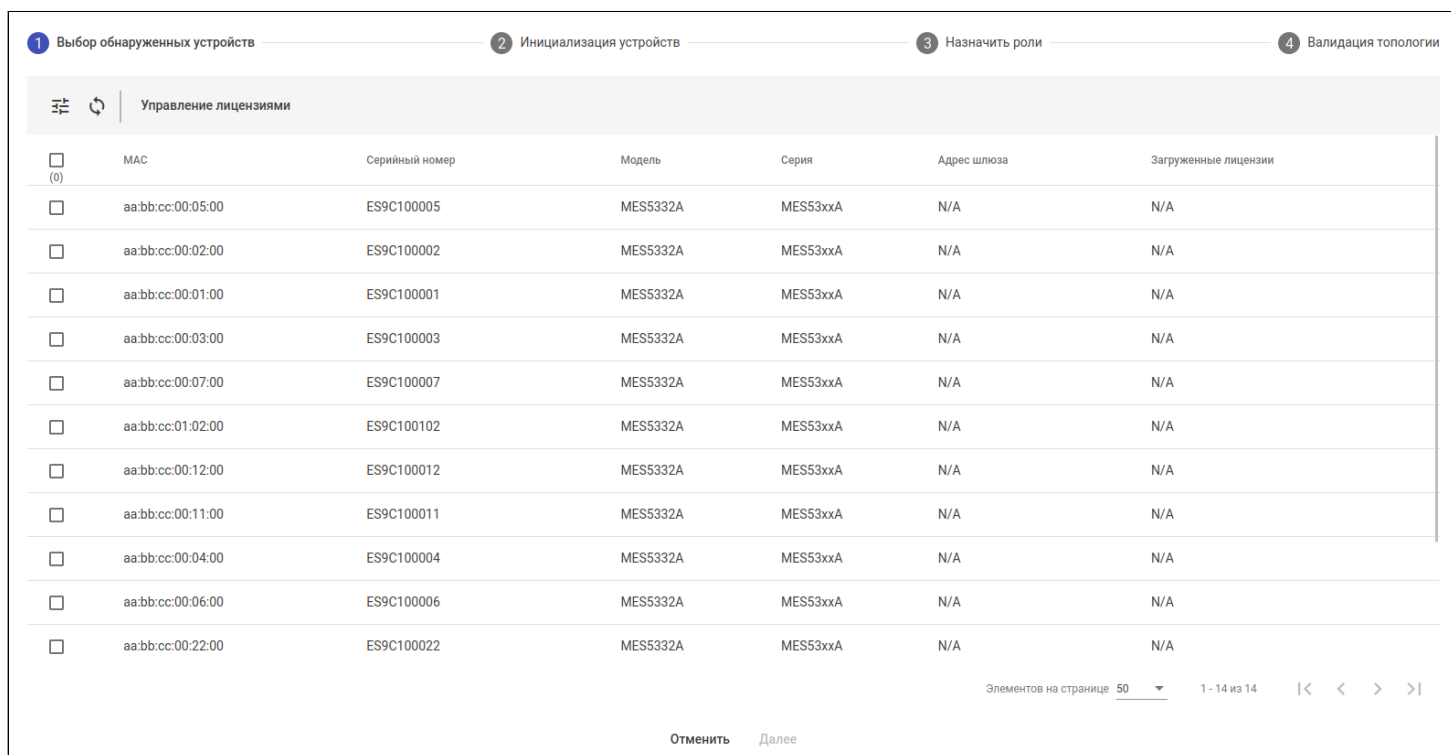 1 Выбор обнаруженных устройств 2 Инициализация устройств 3 Назначить роли 4 Валидация топологии
Управление лицензиями
MAC Серийный номер Модель Серия Адрес шлюза Загруженные лицензии
(0)
aa:bb:cc:00:05:00 ES9C100005 MES5332A MES53xxA N/A N/A
aa:bb:cc:00:02:00 ES9C100002 MES5332A MES53xxA N/A N/A
aa:bb:cc:00:01:00 ES9C100001 MES5332A MES53xxA N/A N/A
aa:bb:cc:00:03:00 ES9C100003 MES5332A MES53xxA N/A N/A
aa:bb:cc:00:07:00 ES9C100007 MES5332A MES53xxA N/A N/A
aa:bb:cc:01:02:00 ES9C100102 MES5332A MES53xxA N/A N/A
aa:bb:cc:00:12:00 ES9C100012 MES5332A MES53xxA N/A N/A
aa:bb:cc:00:11:00 ES9C100011 MES5332A MES53xxA N/A N/A
aa:bb:cc:00:04:00 ES9C100004 MES5332A MES53xxA N/A N/A
aa:bb:cc:00:06:00 ES9C100006 MES5332A MES53xxA N/A N/A
aa:bb:cc:00:22:00 ES9C100022 MES5332A MES53xxA N/A N/A
Элементов на странице 50 1 - 14 из 14
Отменить Далее